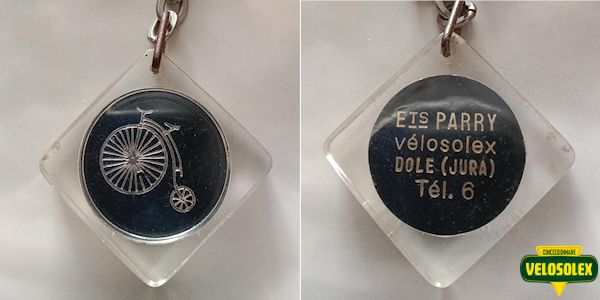 ETS PARRY
vélosolex
DOLE (JURA)
Tél. 6
CONCESSIONNAIRE
VELOSOLEX